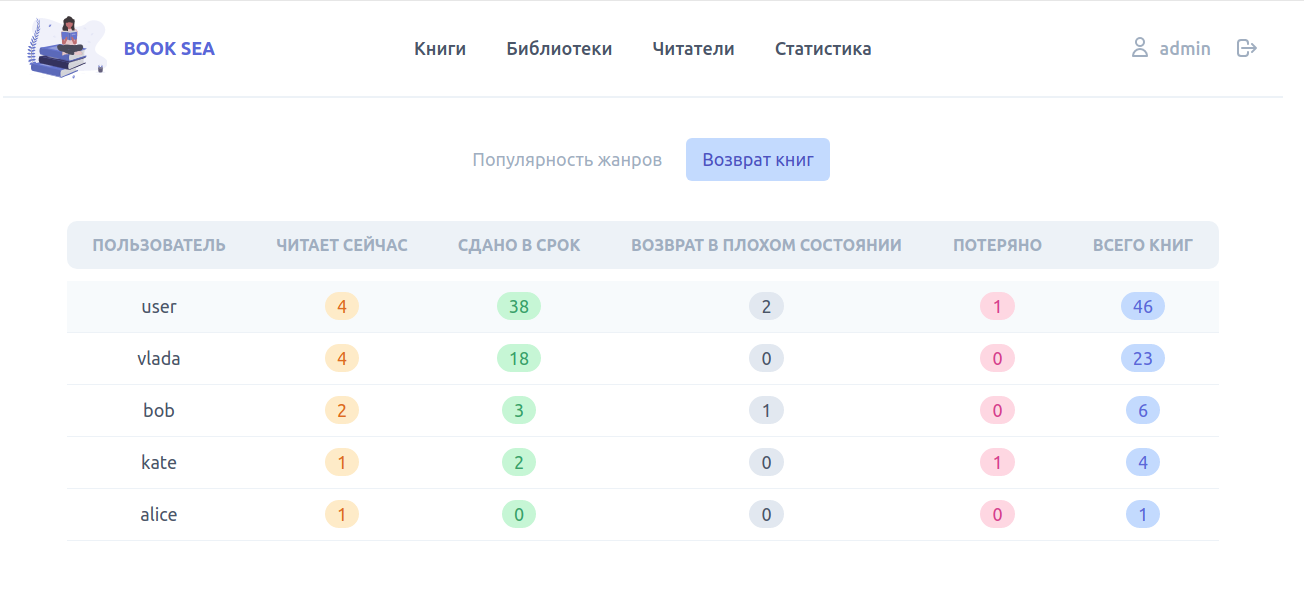 BOOK SEA Книги Библиотеки Читатели Статистика admin
Популярность жанров Возврат книг
ПОЛЬЗОВАТЕЛЬ ЧИТАЕТ СЕЙЧАС СДАНО В СРОК ВОЗВРАТ В ПЛОХОМ СОСТОЯНИИ ПОТЕРЯНО ВСЕГО КНИГ
user 4 38 2 1 46
vlada 4 18 0 0 23
bob 2 3 1 0 6
kate 1 2 0 1 4
alice 1 0 0 0 1